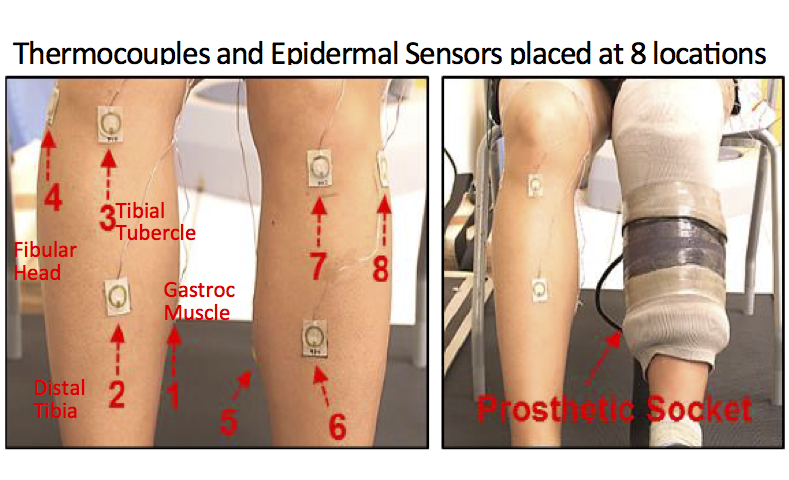 Thermocouples and Epidermal Sensors placed at 8 locations
4
3
Tibial
Tubercle
Fibular
Head
7
8
Gastroc
Muscle
Distal
Tibia
2
1
5
6
Prosthetic Socket